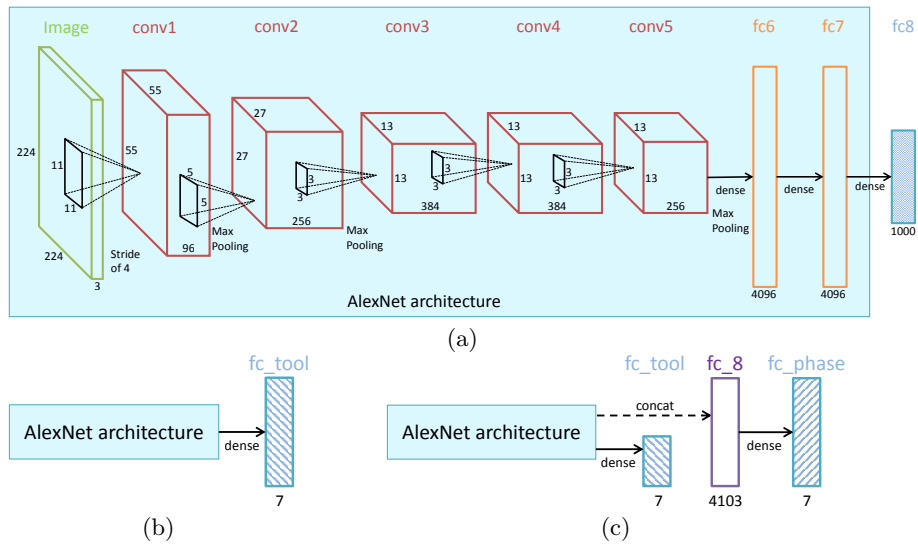 Image conv1 conv2 conv3 conv4 conv5 fc6 fc7 fc8
224
11
11
224
3
Stride
of 4
55
55
5
5
96
Max
Pooling
27
27
3
3
256
Max
Pooling
13
13
3
3
384
13
13
3
3
384
13
13
256
Max
Pooling
dense
4096
dense
4096
dense
1000
AlexNet architecture
(a)
AlexNet architecture
dense
fc_tool
7
(b)
AlexNet architecture
concat
dense
fc_tool
7
fc_8
4103
fc_phase
7
(c)